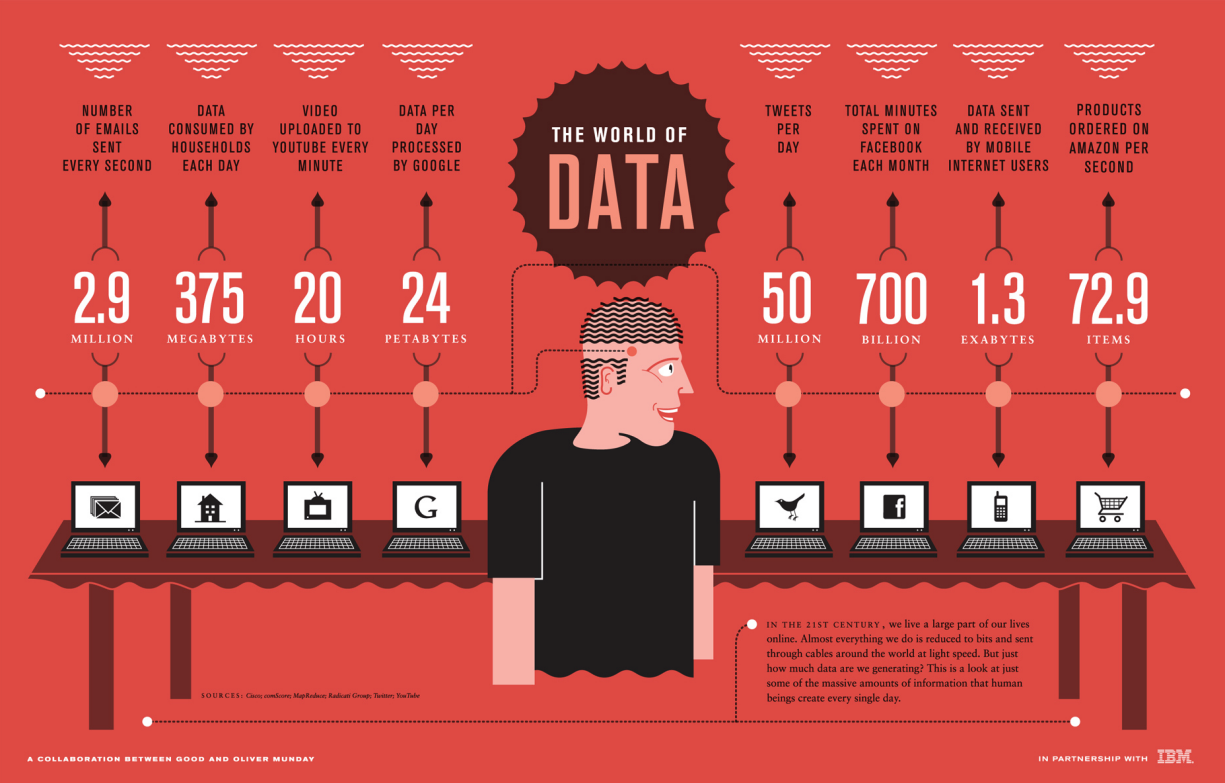 NUMBER
OF EMAILS
SENT
EVERY SECOND
DATA
CONSUMED BY
HOUSEHOLDS
EACH DAY
VIDEO
UPLOADED TO
YOUTUBE EVERY
MINUTE
DATA PER
DAY
PROCESSED
BY GOOGLE
THE WORLD OF
DATA
TWEETS
PER
DAY
TOTAL MINUTES
SPENT ON
FACEBOOK
EACH MONTH
DATA SENT
AND RECEIVED
BY MOBILE
INTERNET USERS
PRODUCTS
ORDERED ON
AMAZON PER
SECOND
2.9
MILLION
375
MEGABYTES
20
HOURS
24
PETABYTES
50
MILLION
700
BILLION
1.3
EXABYTES
72.9
ITEMS
G
f
IN THE 21ST CENTURY, we live a large part of our lives
online. Almost everything we do is reduced to bits and sent
through cables around the world at light speed. But just
how much data are we generating? This is a look at just
some of the massive amounts of information that human
beings create every single day.
SOURCES: Cisco; comScore; MapReduce; Radicati Group; Twitter; YouTube
A COLLABORATION BETWEEN GOOD AND OLIVER MUNDAY
IN PARTNERSHIP WITH IBM.